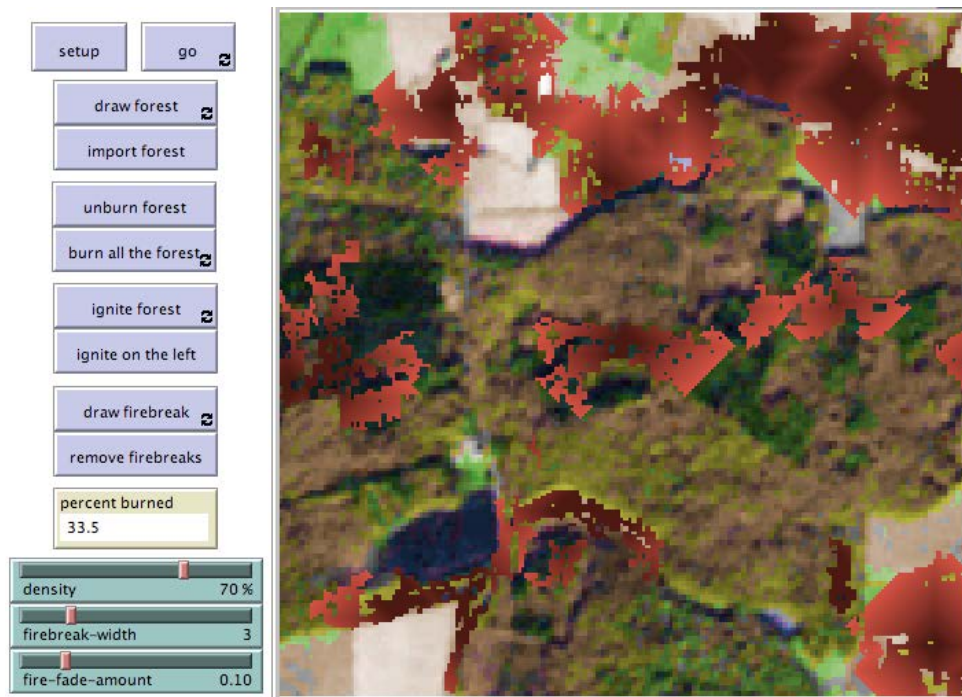 setup
go
draw forest
import forest
unburn forest
burn all the forest
ignite forest
ignite on the left
draw firebreak
remove firebreaks
percent burned
33.5
density 70 %
firebreak-width 3
fire-fade-amount 0.10